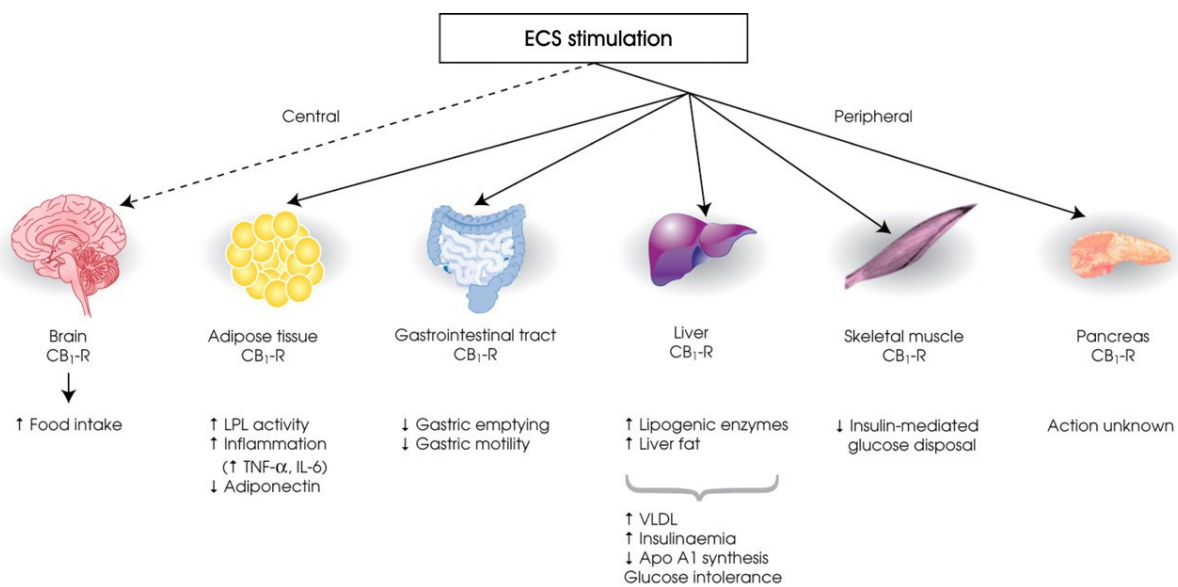 ECS stimulation
Central
Peripheral
Brain
CB₁-R
↑ Food intake
Adipose tissue
CB₁-R
↑ LPL activity
↑ Inflammation
(↑ TNF-α, IL-6)
↓ Adiponectin
Gastrointestinal tract
CB₁-R
↓ Gastric emptying
↓ Gastric motility
Liver
CB₁-R
↑ Lipogenic enzymes
↑ Liver fat
↑ VLDL
↑ Insulinaemia
↓ Apo A1 synthesis
Glucose intolerance
Skeletal muscle
CB₁-R
↓ Insulin-mediated
glucose disposal
Pancreas
CB₁-R
Action unknown